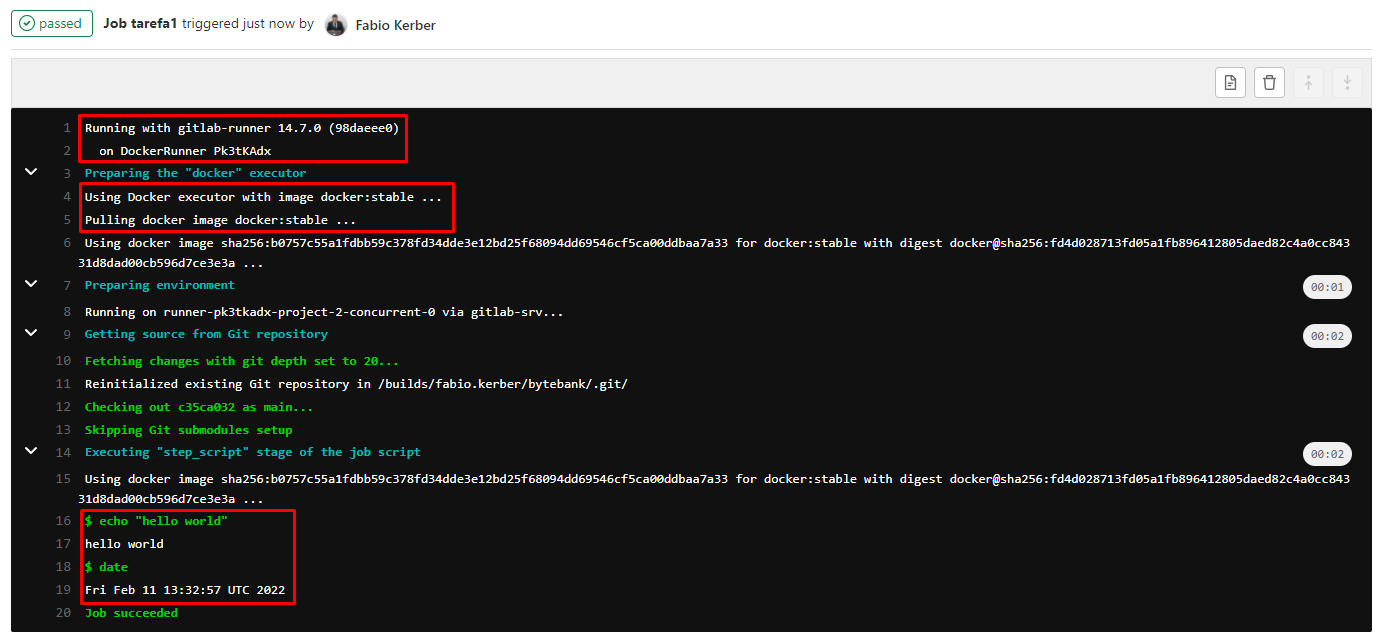 passed Job tarefa1 triggered just now by Fabio Kerber
1 Running with gitlab-runner 14.7.0 (98daeee0)
2 on DockerRunner Pk3tKAdx
3 Preparing the "docker" executor
4 Using Docker executor with image docker:stable ...
5 Pulling docker image docker:stable ...
6 Using docker image sha256:b0757c55a1fdbb59c378fd34dde3e12bd25f68094dd69546cf5ca00ddbaa7a33 for docker:stable with digest docker@sha256:fd4d028713fd05a1fb896412805daed82c4a0cc843
31d8dad00cb596d7ce3e3a ...
7 Preparing environment 00:01
8 Running on runner-pk3tkadx-project-2-concurrent-0 via gitlab-srv...
9 Getting source from Git repository 00:02
10 Fetching changes with git depth set to 20...
11 Reinitialized existing Git repository in /builds/fabio.kerber/bytebank/.git/
12 Checking out c35ca032 as main...
13 Skipping Git submodules setup
14 Executing "step_script" stage of the job script 00:02
15 Using docker image sha256:b0757c55a1fdbb59c378fd34dde3e12bd25f68094dd69546cf5ca00ddbaa7a33 for docker:stable with digest docker@sha256:fd4d028713fd05a1fb896412805daed82c4a0cc843
31d8dad00cb596d7ce3e3a ...
16 $ echo "hello world"
17 hello world
18 $ date
19 Fri Feb 11 13:32:57 UTC 2022
20 Job succeeded